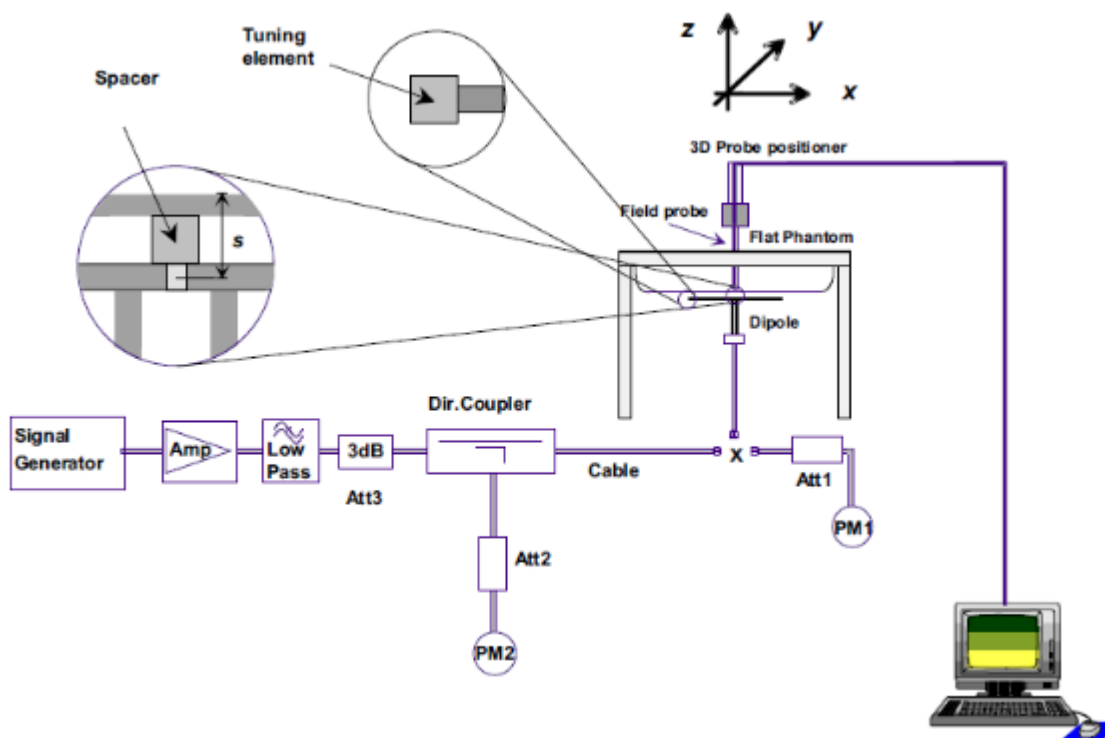 Tuning
element
Spacer
z
y
x
s
3D Probe positioner
Field probe
Flat Phantom
Dipole
Dir.Coupler
Signal
Generator
Amp
Low
Pass
3dB
Att3
Cable
X
Att1
PM1
Att2
PM2